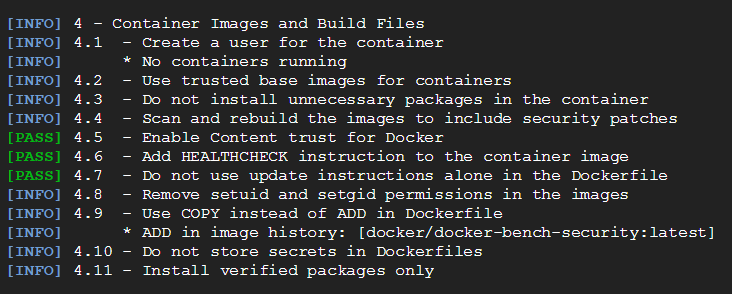 [INFO] 4 - Container Images and Build Files
[INFO] 4.1  - Create a user for the container
[INFO]      * No containers running
[INFO] 4.2  - Use trusted base images for containers
[INFO] 4.3  - Do not install unnecessary packages in the container
[INFO] 4.4  - Scan and rebuild the images to include security patches
[PASS] 4.5  - Enable Content trust for Docker
[PASS] 4.6  - Add HEALTHCHECK instruction to the container image
[PASS] 4.7  - Do not use update instructions alone in the Dockerfile
[INFO] 4.8  - Remove setuid and setgid permissions in the images
[INFO] 4.9  - Use COPY instead of ADD in Dockerfile
[INFO]      * ADD in image history: [docker/docker-bench-security:latest]
[INFO] 4.10 - Do not store secrets in Dockerfiles
[INFO] 4.11 - Install verified packages only